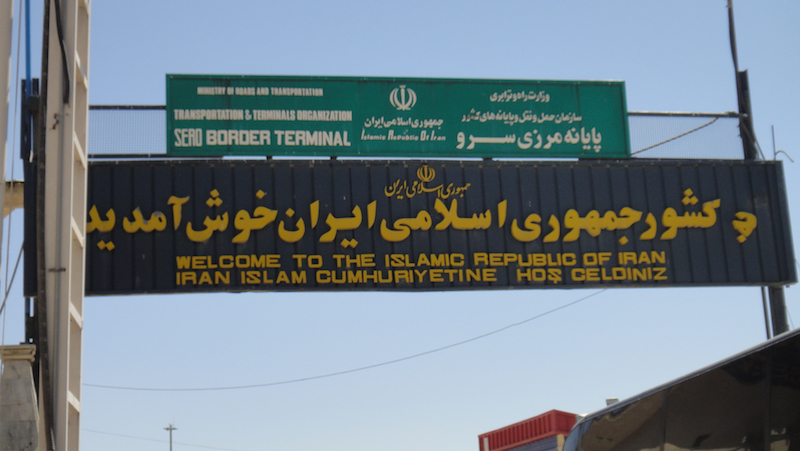 MINISTRY OF ROADS AND TRANSPORTATION
TRANSPORTATION & TERMINALS ORGANIZATION
SERO BORDER TERMINAL
جمهوری اسلامی ایران
Islamic Republic Of Iran
وزارت راه و ترابری
سازمان حمل و نقل و پایانه های کشور
پایانه مرزی سرو
جمهوری اسلامی ایران
به کشور جمهوری اسلامی ایران خوش آمدید
WELCOME TO THE ISLAMIC REPUBLIC OF IRAN
IRAN ISLAM CUMHURIYETINE HOŞ GELDINIZ